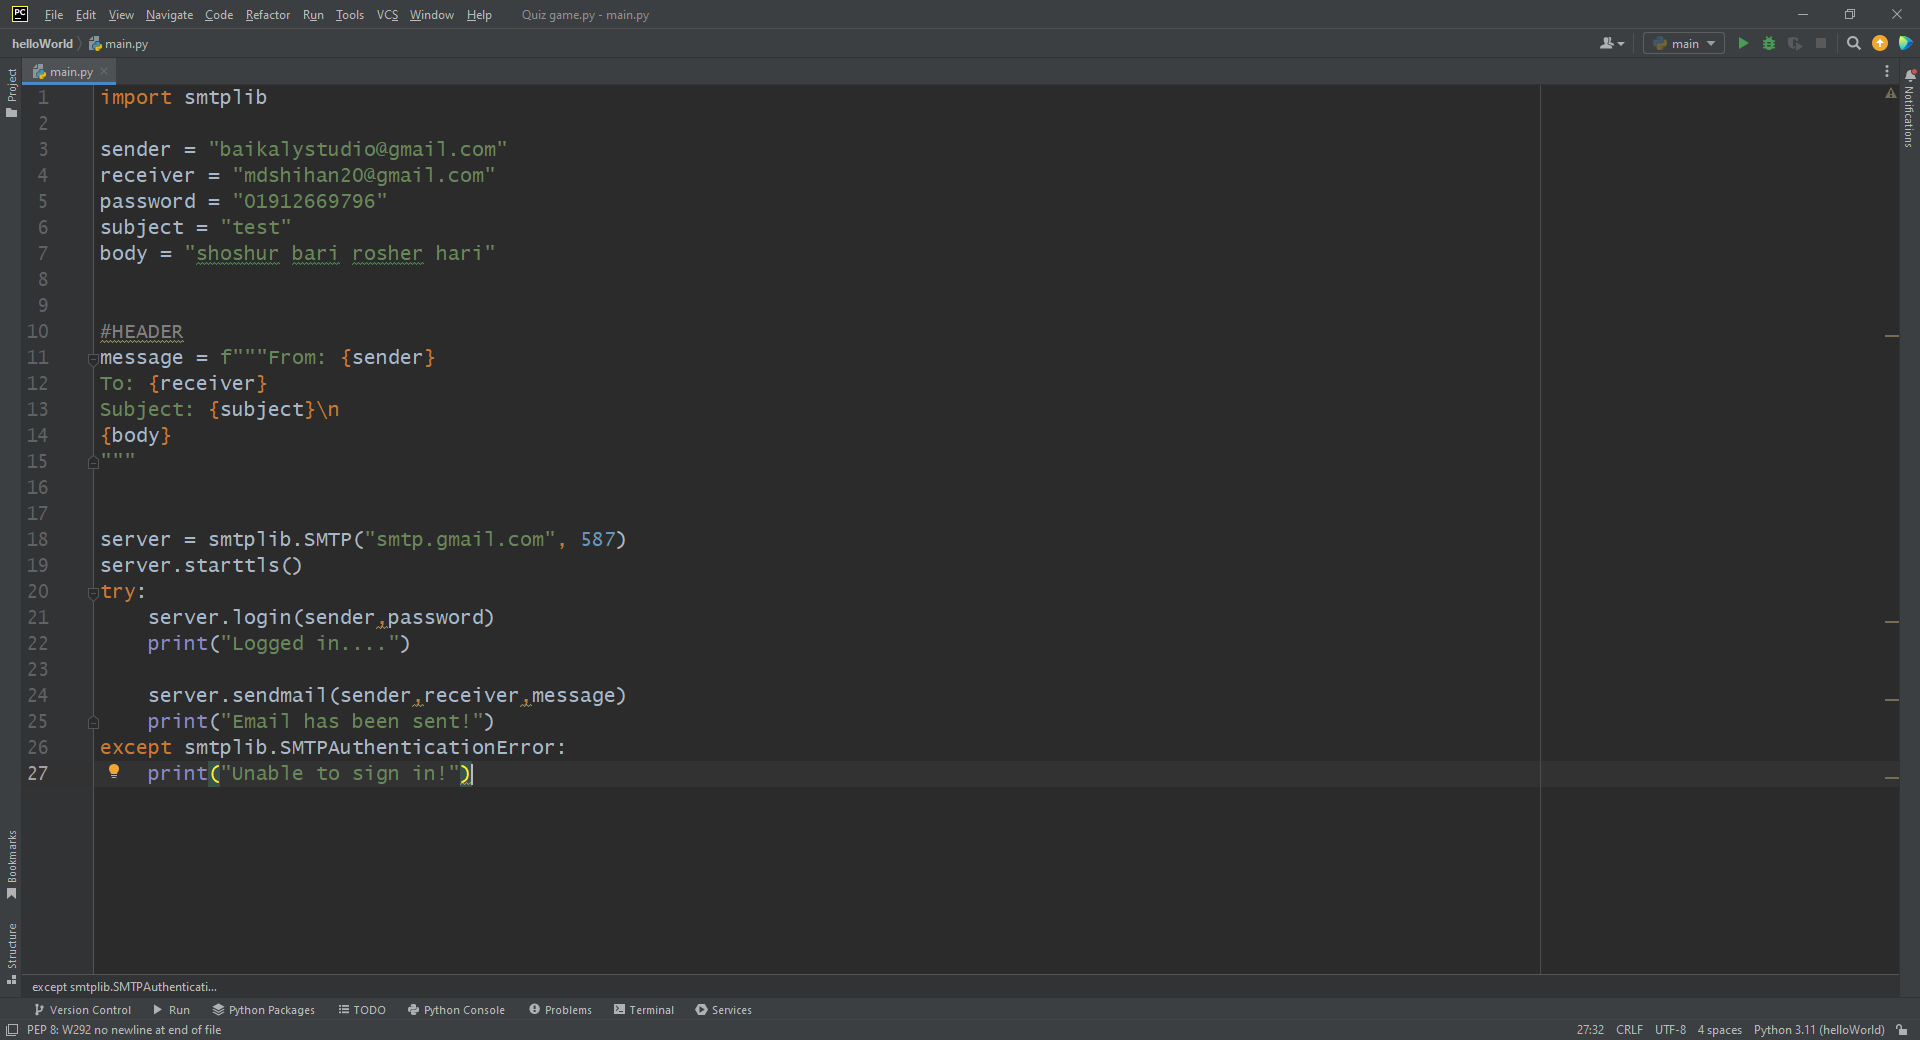 PC File Edit View Navigate Code Refactor Run Tools VCS Window Help Quiz game.py - main.py
helloWorld main.py main
Project
main.py
Notifications
1 import smtplib
2
3 sender = "baikalystudio@gmail.com"
4 receiver = "mdshihan20@gmail.com"
5 password = "01912669796"
6 subject = "test"
7 body = "shoshur bari rosher hari"
8
9
10 #HEADER
11 message = f"""From: {sender}
12 To: {receiver}
13 Subject: {subject}\n
14 {body}
15 """
16
17
18 server = smtplib.SMTP("smtp.gmail.com", 587)
19 server.starttls()
20 try:
21     server.login(sender,password)
22     print("Logged in....")
23
24     server.sendmail(sender,receiver,message)
25     print("Email has been sent!")
26 except smtplib.SMTPAuthenticationError:
27     print("Unable to sign in!")
Bookmarks
Structure
except smtplib.SMTPAuthenticati...
Version Control Run Python Packages TODO Python Console Problems Terminal Services
PEP 8: W292 no newline at end of file 27:32 CRLF UTF-8 4 spaces Python 3.11 (helloWorld)